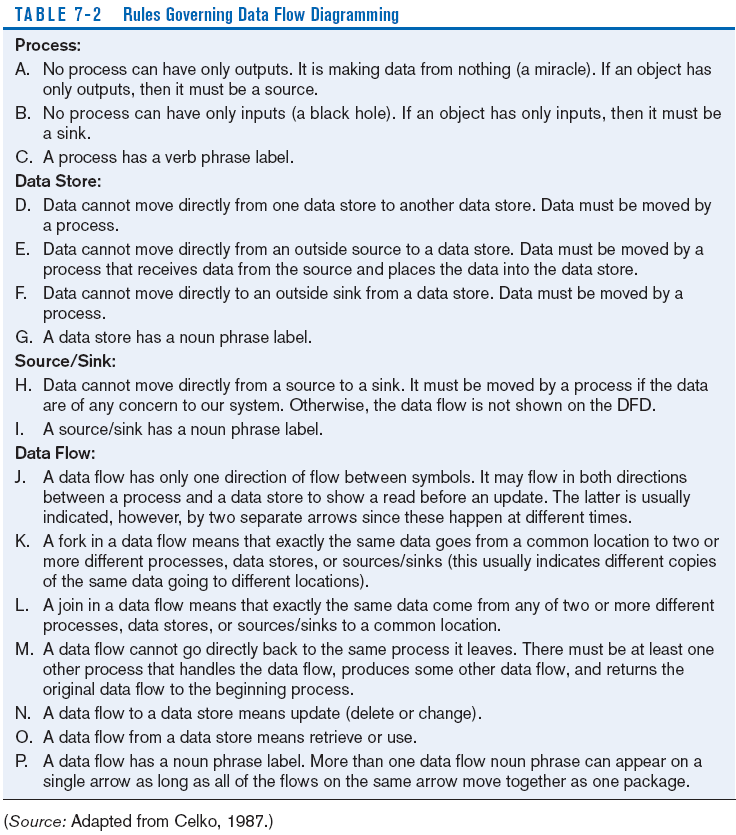 TABLE 7-2 Rules Governing Data Flow Diagramming
Process:
A. No process can have only outputs. It is making data from nothing (a miracle). If an object has
only outputs, then it must be a source.
B. No process can have only inputs (a black hole). If an object has only inputs, then it must be
a sink.
C. A process has a verb phrase label.
Data Store:
D. Data cannot move directly from one data store to another data store. Data must be moved by
a process.
E. Data cannot move directly from an outside source to a data store. Data must be moved by a
process that receives data from the source and places the data into the data store.
F. Data cannot move directly to an outside sink from a data store. Data must be moved by a
process.
G. A data store has a noun phrase label.
Source/Sink:
H. Data cannot move directly from a source to a sink. It must be moved by a process if the data
are of any concern to our system. Otherwise, the data flow is not shown on the DFD.
I. A source/sink has a noun phrase label.
Data Flow:
J. A data flow has only one direction of flow between symbols. It may flow in both directions
between a process and a data store to show a read before an update. The latter is usually
indicated, however, by two separate arrows since these happen at different times.
K. A fork in a data flow means that exactly the same data goes from a common location to two or
more different processes, data stores, or sources/sinks (this usually indicates different copies
of the same data going to different locations).
L. A join in a data flow means that exactly the same data come from any of two or more different
processes, data stores, or sources/sinks to a common location.
M. A data flow cannot go directly back to the same process it leaves. There must be at least one
other process that handles the data flow, produces some other data flow, and returns the
original data flow to the beginning process.
N. A data flow to a data store means update (delete or change).
O. A data flow from a data store means retrieve or use.
P. A data flow has a noun phrase label. More than one data flow noun phrase can appear on a
single arrow as long as all of the flows on the same arrow move together as one package.
(Source: Adapted from Celko, 1987.)